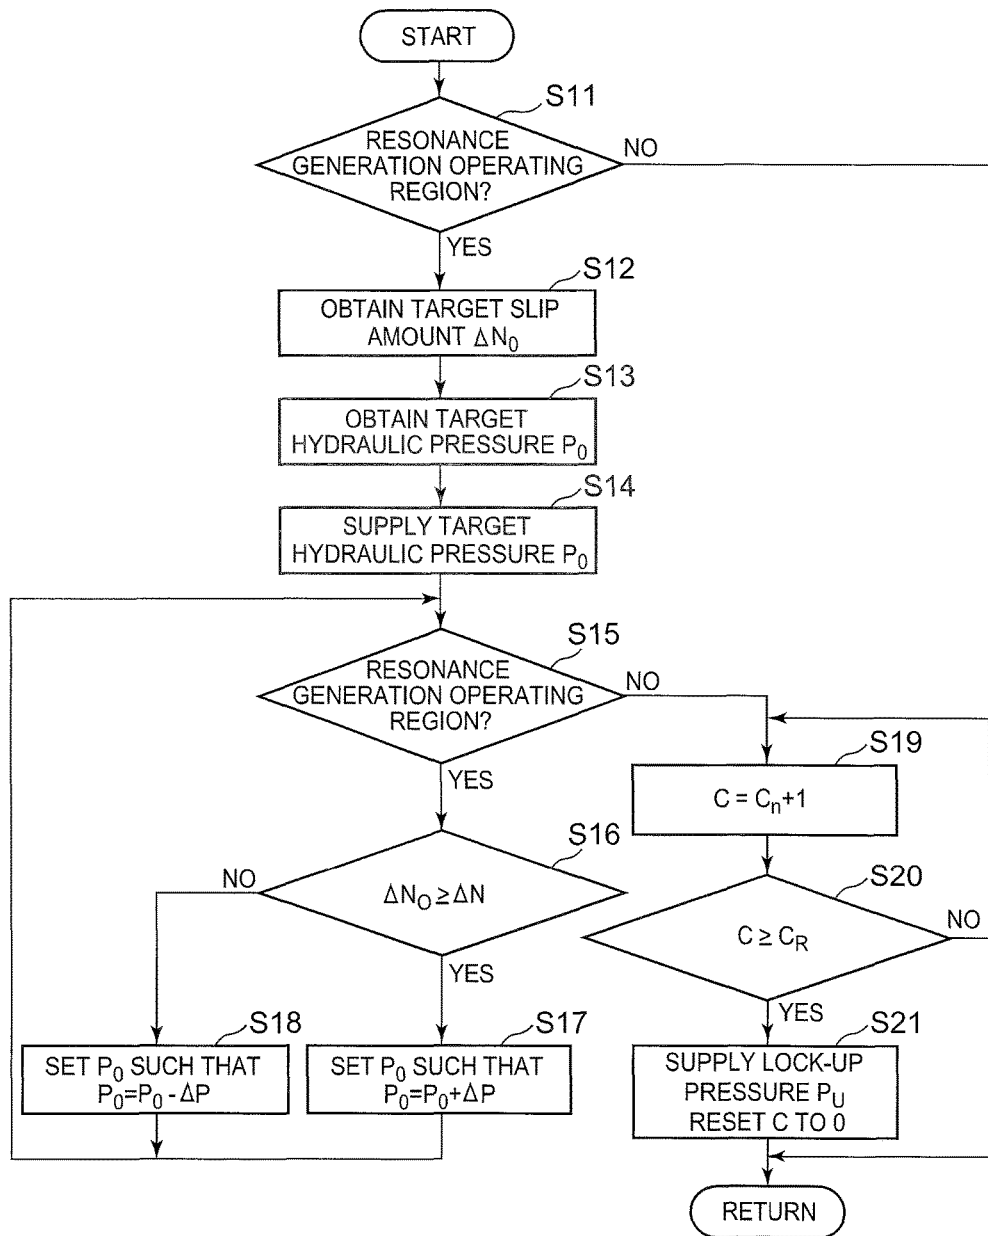 START
S11
RESONANCE
GENERATION OPERATING
REGION?
NO
YES
S12
OBTAIN TARGET SLIP
AMOUNT ΔN₀
S13
OBTAIN TARGET
HYDRAULIC PRESSURE P₀
S14
SUPPLY TARGET
HYDRAULIC PRESSURE P₀
S15
RESONANCE
GENERATION OPERATING
REGION?
NO
YES
S19
C = Cn+1
S16
ΔNO ≥ ΔN
NO
YES
S20
C ≥ CR
NO
YES
S18
SET P₀ SUCH THAT
P₀=P₀ - ΔP
S17
SET P₀ SUCH THAT
P₀=P₀+ΔP
S21
SUPPLY LOCK-UP
PRESSURE PU
RESET C TO 0
RETURN